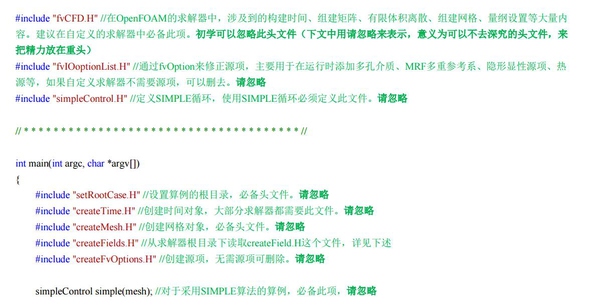 #include "fvCFD.H" //在OpenFOAM的求解器中，涉及到的构建时间、组建矩阵、有限体积离散、组建网格、量纲设置等大量内
容。建议在自定义的求解器中必备此项。初学可以忽略此头文件（下文中用请忽略来表示，意义为可以不去深究的头文件，来
把精力放在重头）
#include "fvIOoptionList.H" //通过fvOption来修正源项，主要用于在运行时添加多孔介质、MRF多重参考系、隐形显性源项、热
源等，如果自定义求解器不需要源项，可以删去。请忽略
#include "simpleControl.H" //定义SIMPLE循环，使用SIMPLE循环必须定义此文件。请忽略
// * * * * * * * * * * * * * * * * * * * * * * * * * * * * * * * * * * * * * //
int main(int argc, char *argv[])
{
#include "setRootCase.H" //设置算例的根目录，必备头文件。请忽略
#include "createTime.H" //创建时间对象，大部分求解器都需要此文件。请忽略
#include "createMesh.H" //创建网格对象，必备头文件。请忽略
#include "createFields.H" //从求解器根目录下读取createField.H这个文件，详见下述
#include "createFvOptions.H" //创建源项，无需源项可删除。请忽略
simpleControl simple(mesh); //对于采用SIMPLE算法的算例，必备此项，请忽略